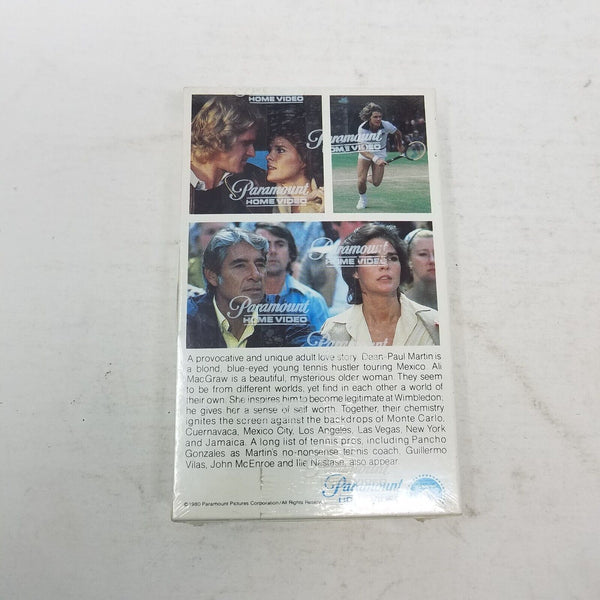 HOME VIDEO
Paramount
HOME VIDEO
Paramount
HOME VIDEO
Paramount
HOME VIDEO
Paramount
HOME VIDEO
A provocative and unique adult love story. Dean-Paul Martin is
a blond, blue-eyed young tennis hustler touring Mexico. Ali
MacGraw is a beautiful, mysterious older woman. They seem
to be from different worlds, yet find in each other a world of
their own. She inspires him to become legitimate at Wimbledon;
he gives her a sense of self worth. Together, their chemistry
ignites the screen against the backdrops of Monte Carlo,
Cuernavaca, Mexico City, Los Angeles, Las Vegas, New York
and Jamaica. A long list of tennis pros, including Pancho
Gonzales as Martin's no-nonsense tennis coach, Guillermo
Vilas, John McEnroe and Ilie Nastase, also appear.
Paramount
©1980 Paramount Pictures Corporation/All Rights